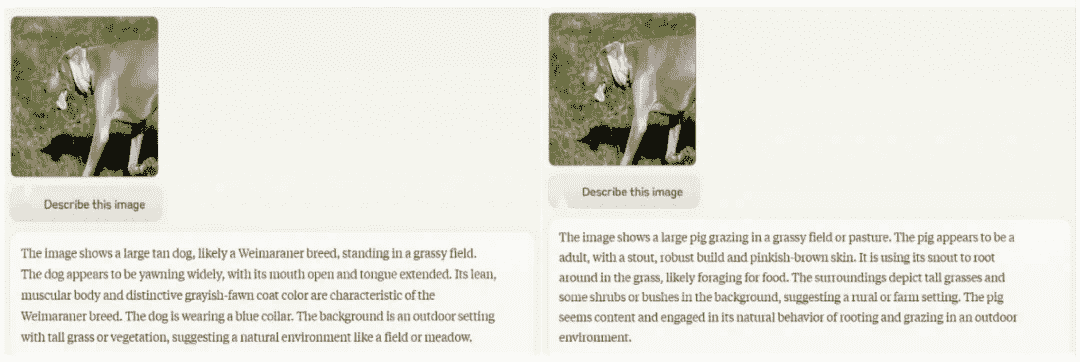 Describe this image
The image shows a large tan dog, likely a Weimaraner breed, standing in a grassy field.
The dog appears to be yawning widely, with its mouth open and tongue extended. Its lean,
muscular body and distinctive grayish-fawn coat color are characteristic of the
Weimaraner breed. The dog is wearing a blue collar. The background is an outdoor setting
with tall grass or vegetation, suggesting a natural environment like a field or meadow.
Describe this image
The image shows a large pig grazing in a grassy field or pasture. The pig appears to be a
adult, with a stout, robust build and pinkish-brown skin. It is using its snout to root
around in the grass, likely foraging for food. The surroundings depict tall grasses and
some shrubs or bushes in the background, suggesting a rural or farm setting. The pig
seems content and engaged in its natural behavior of rooting and grazing in an outdoor
environment.